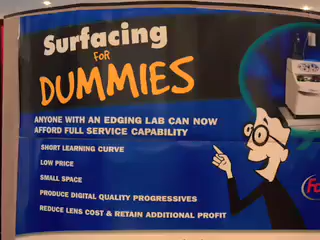 Surfacing
FOR
DUMMIES
ANYONE WITH AN EDGING LAB CAN NOW
AFFORD FULL SERVICE CAPABILITY
SHORT LEARNING CURVE
LOW PRICE
SMALL SPACE
PRODUCE DIGITAL QUALITY PROGRESSIVES
REDUCE LENS COST & RETAIN ADDITIONAL PROFIT